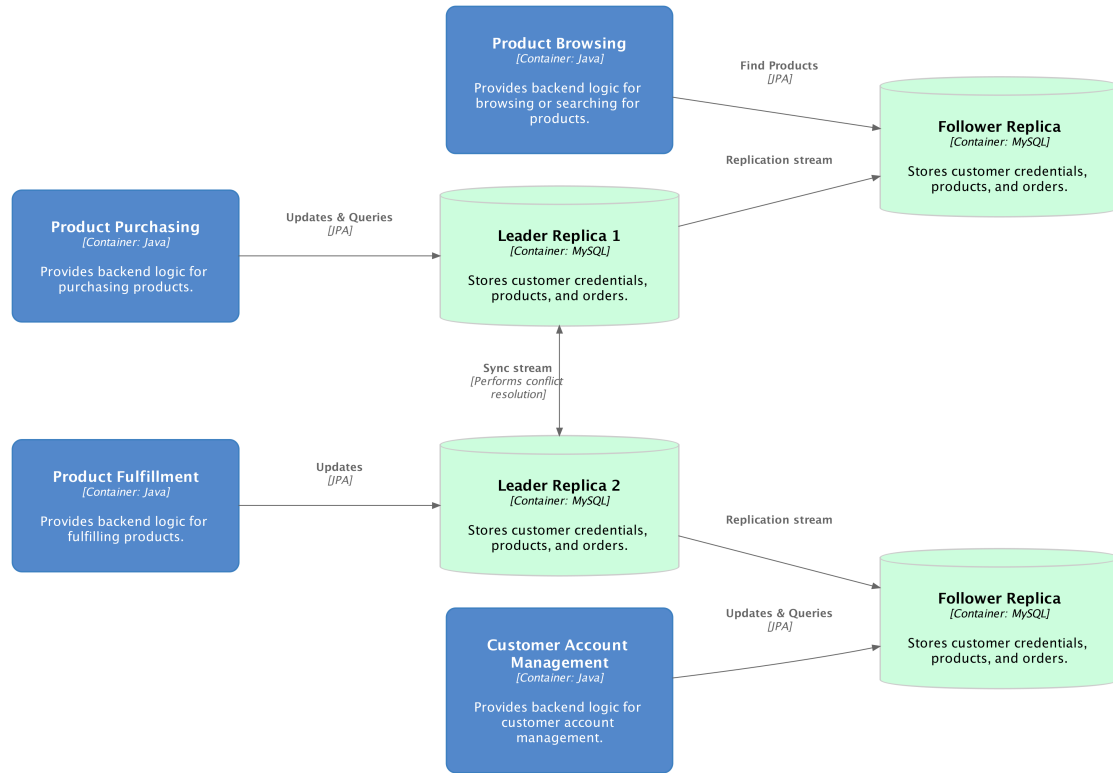 Product Browsing
[Container: Java]
Provides backend logic for
browsing or searching for
products.
Find Products
[JPA]
Follower Replica
[Container: MySQL]
Stores customer credentials,
products, and orders.
Replication stream
Product Purchasing
[Container: Java]
Provides backend logic for
purchasing products.
Updates & Queries
[JPA]
Leader Replica 1
[Container: MySQL]
Stores customer credentials,
products, and orders.
Sync stream
[Performs conflict
resolution]
Product Fulfillment
[Container: Java]
Provides backend logic for
fulfilling products.
Updates
[JPA]
Leader Replica 2
[Container: MySQL]
Stores customer credentials,
products, and orders.
Replication stream
Follower Replica
[Container: MySQL]
Stores customer credentials,
products, and orders.
Updates & Queries
[JPA]
Customer Account
Management
[Container: Java]
Provides backend logic for
customer account
management.